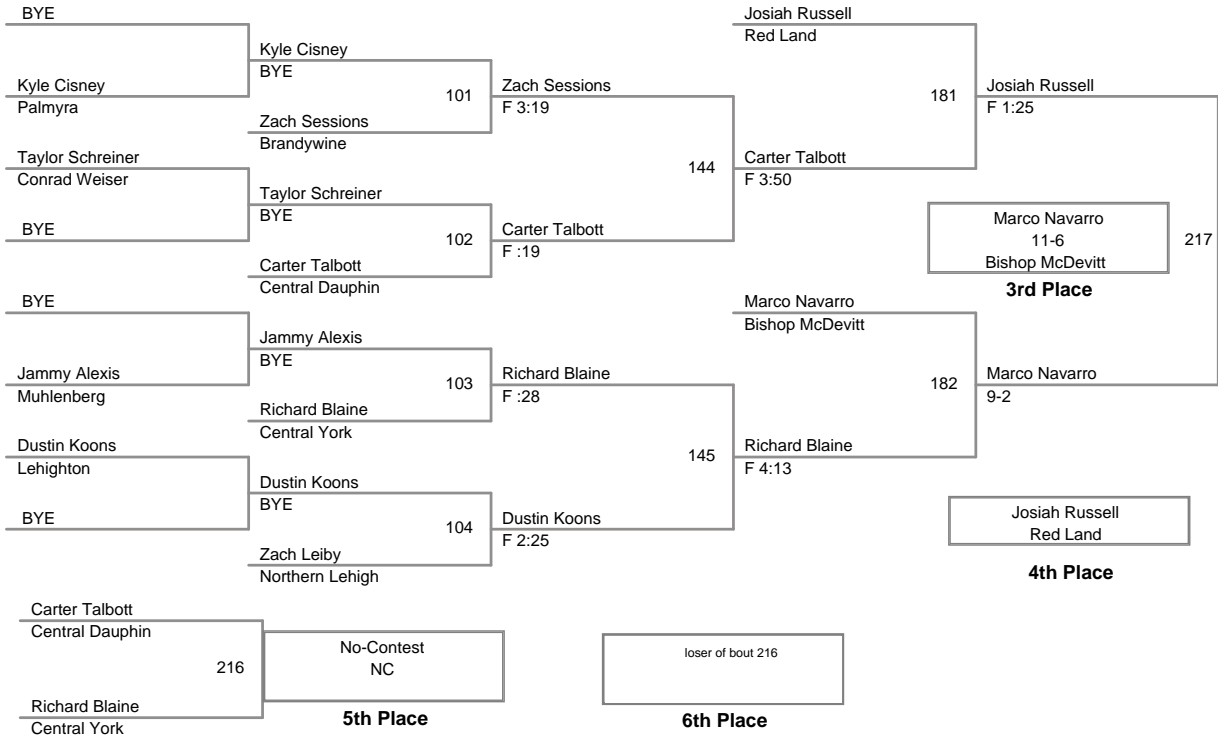 BYE
Kyle Cisney
Palmyra
Taylor Schreiner
Conrad Weiser
BYE
BYE
Jammy Alexis
Muhlenberg
Dustin Koons
Lehighton
BYE
Kyle Cisney
BYE
101
Zach Sessions
Brandywine
Taylor Schreiner
BYE
102
Carter Talbott
Central Dauphin
Jammy Alexis
BYE
103
Richard Blaine
Central York
Dustin Koons
BYE
104
Zach Leiby
Northern Lehigh
Zach Sessions
F 3:19
144
Carter Talbott
F :19
Richard Blaine
F :28
145
Dustin Koons
F 2:25
Josiah Russell
Red Land
181
Carter Talbott
F 3:50
Marco Navarro
Bishop McDevitt
182
Richard Blaine
F 4:13
Josiah Russell
F 1:25
217
Marco Navarro
9-2
Marco Navarro
11-6
Bishop McDevitt
3rd Place
Josiah Russell
Red Land
4th Place
Carter Talbott
Central Dauphin
216
Richard Blaine
Central York
No-Contest
NC
5th Place
loser of bout 216
6th Place